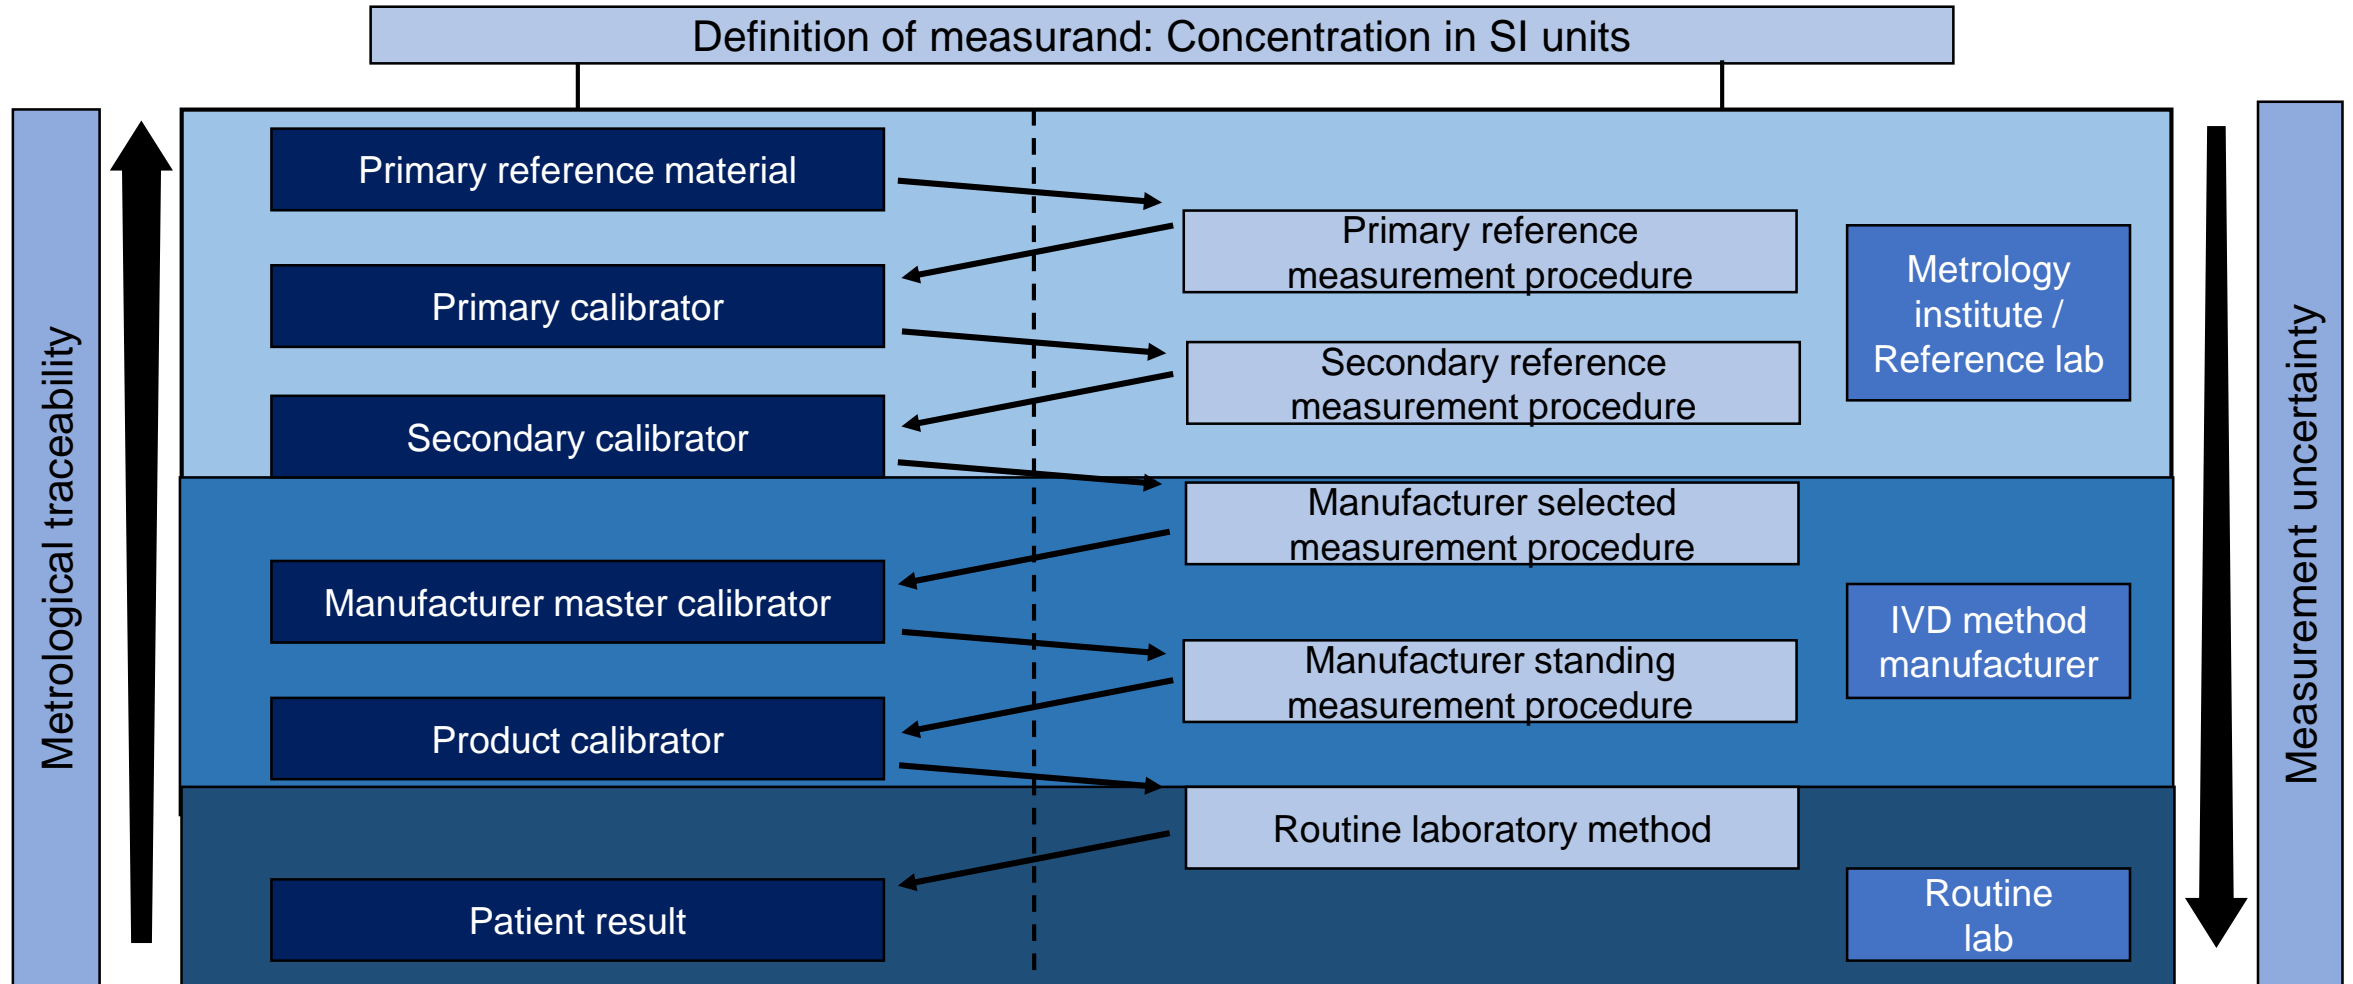 Definition of measurand: Concentration in SI units
Metrological traceability
Primary reference material
Primary reference
measurement procedure
Primary calibrator
Secondary reference
measurement procedure
Secondary calibrator
Metrology
institute /
Reference lab
Manufacturer selected
measurement procedure
Manufacturer master calibrator
Manufacturer standing
measurement procedure
Product calibrator
IVD method
manufacturer
Routine laboratory method
Patient result
Routine
lab
Measurement uncertainty